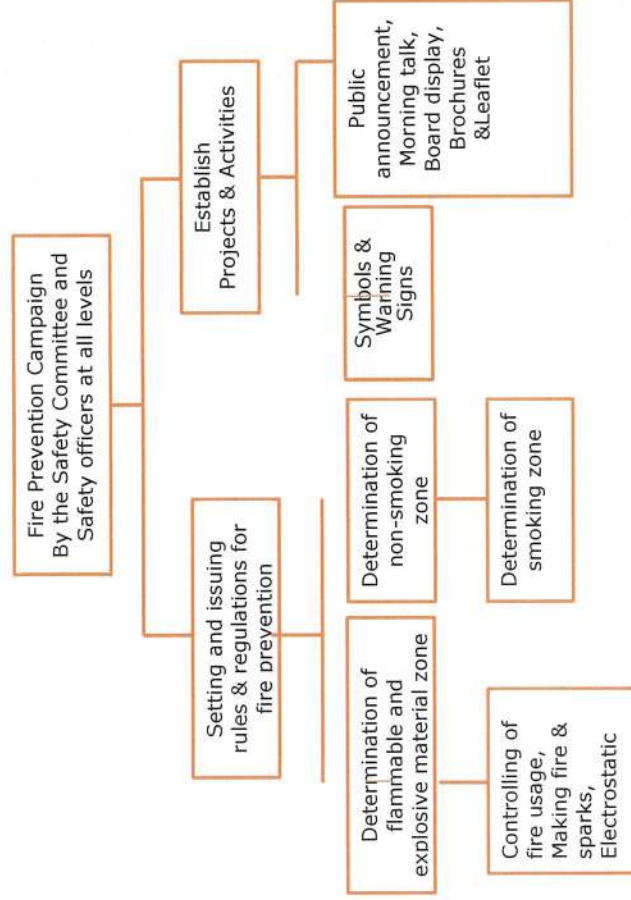 Fire Prevention Campaign
By the Safety Committee and
Safety officers at all levels
Setting and issuing
rules & regulations for
fire prevention
Establish
Projects & Activities
Determination of
flammable and
explosive material zone
Determination of
non-smoking
zone
Symbols &
Warning
Signs
Public
announcement,
Morning talk,
Board display,
Brochures
&Leaflet
Controlling of
fire usage,
Making fire &
sparks,
Electrostatic
Determination of
smoking zone